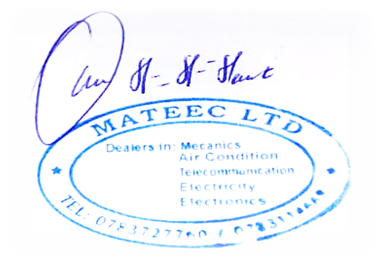 MATEEC LTD
Dealers in: Mecanics
Air Condition
Telecommunication
Electricity
Electronics
TEL: 0783727760 /